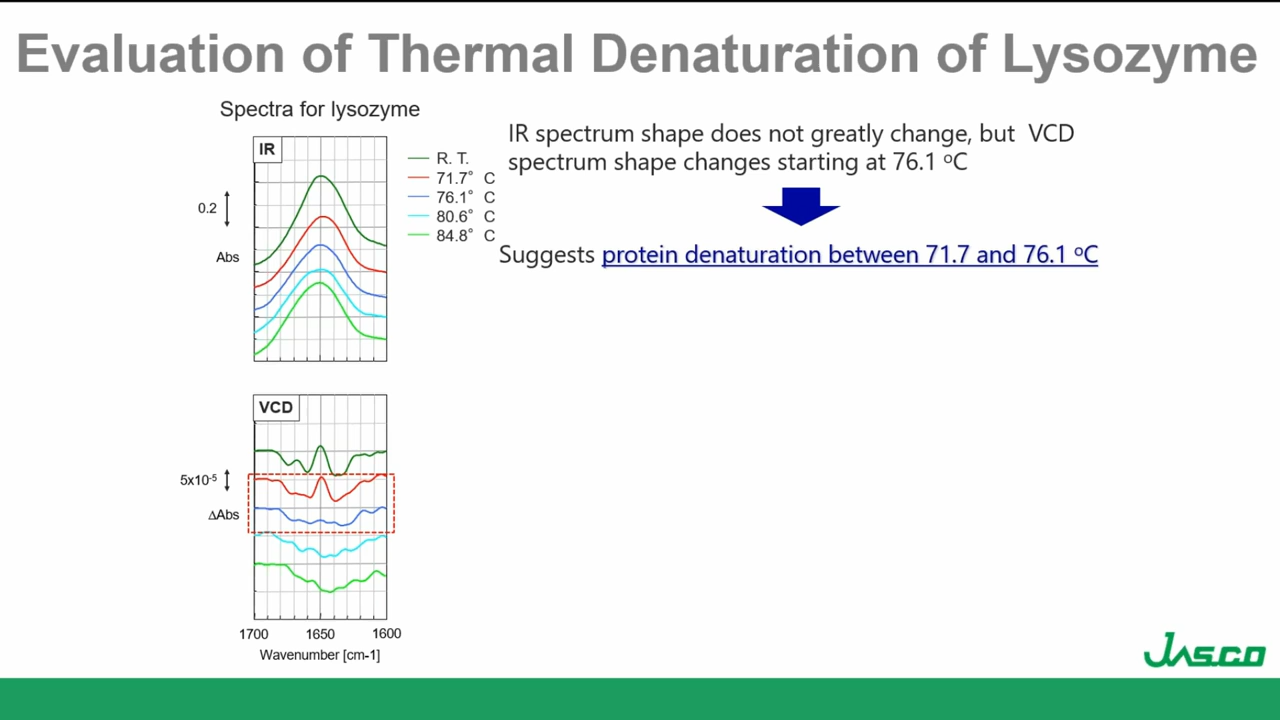 Evaluation of Thermal Denaturation of Lysozyme
Spectra for lysozyme
IR
0.2
Abs
R. T.
71.7° C
76.1° C
80.6° C
84.8° C
IR spectrum shape does not greatly change, but VCD
spectrum shape changes starting at 76.1 ºC
Suggests protein denaturation between 71.7 and 76.1 ºC
VCD
5x10⁻⁵
ΔAbs
1700 1650 1600
Wavenumber [cm-1]
JASCO